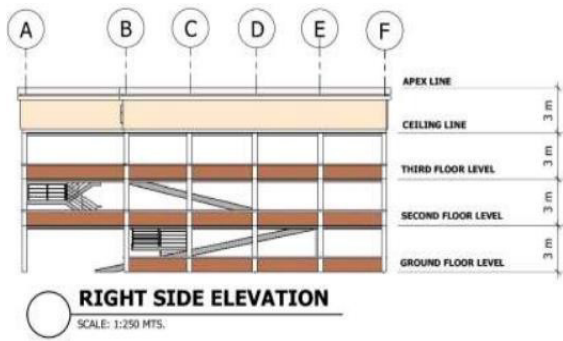 A B C D E F
APEX LINE
3 m
CEILING LINE
3 m
THIRD FLOOR LEVEL
3 m
SECOND FLOOR LEVEL
3 m
GROUND FLOOR LEVEL
RIGHT SIDE ELEVATION
SCALE: 1:250 MTS.